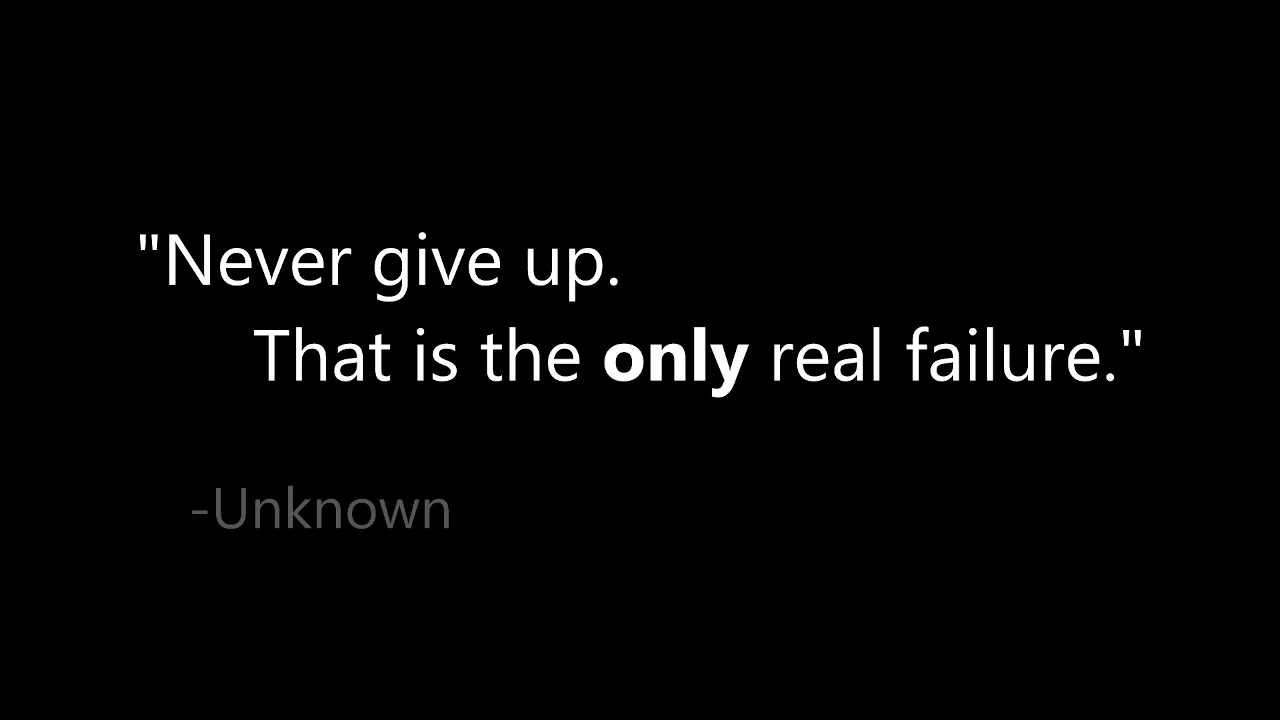 "Never give up.
That is the only real failure."
-Unknown